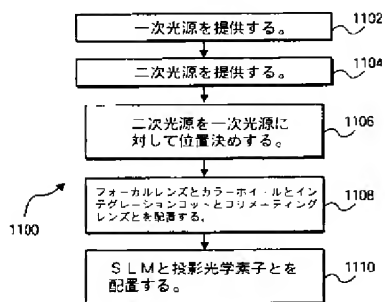 一次光源を提供する。
1102
二次光源を提供する。
1104
二次光源を一次光源に
対して位置決めする。
1106
フォーカルレンズとカラーホイールとイン
テグレーションロットとコリメーティング
レンズとを配置する。
1108
1100
SLMと投影光学素子とを
配置する。
1110